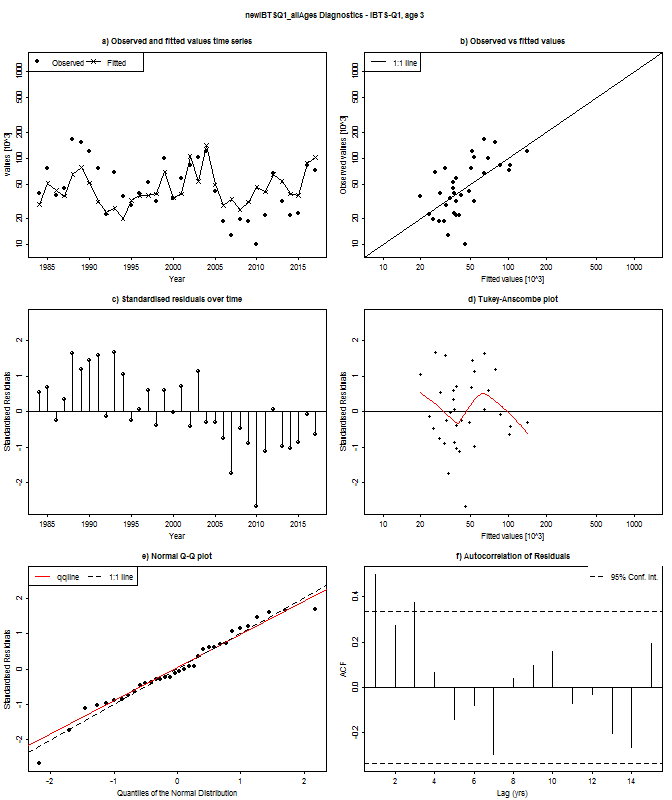 newIBTSQ1_allAges Diagnostics - IBTS-Q1, age 3
a) Observed and fitted values time series
Observed Fitted
values [10^3]
10 20 50 100 200 500 1000
1985 1990 1995 2000 2005 2010 2015
Year
b) Observed vs fitted values
1:1 line
Observed values [10^3]
10 20 50 100 200 500 1000
10 20 50 100 200 500 1000
Fitted values [10^3]
c) Standardised residuals over time
Standardised Residuals
-2 -1 0 1 2
1985 1990 1995 2000 2005 2010 2015
Year
d) Tukey-Anscombe plot
Standardised Residuals
-2 -1 0 1 2
10 20 50 100 200 500 1000
Fitted values [10^3]
e) Normal Q-Q plot
qqline 1:1 line
Standardised Residuals
-2 -1 0 1 2
-2 -1 0 1 2
Quantiles of the Normal Distribution
f) Autocorrelation of Residuals
95% Conf. Int.
ACF
-0.2 0.0 0.2 0.4
2 4 6 8 10 12 14
Lag (yrs)